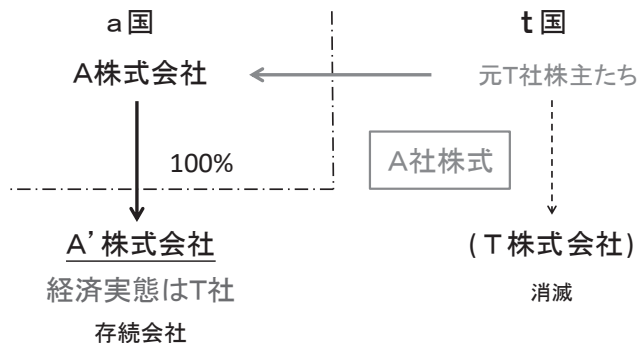 a国
t国
A株式会社
元T社株主たち
100%
A社株式
A’株式会社
(T株式会社)
経済実態はT社
消滅
存続会社